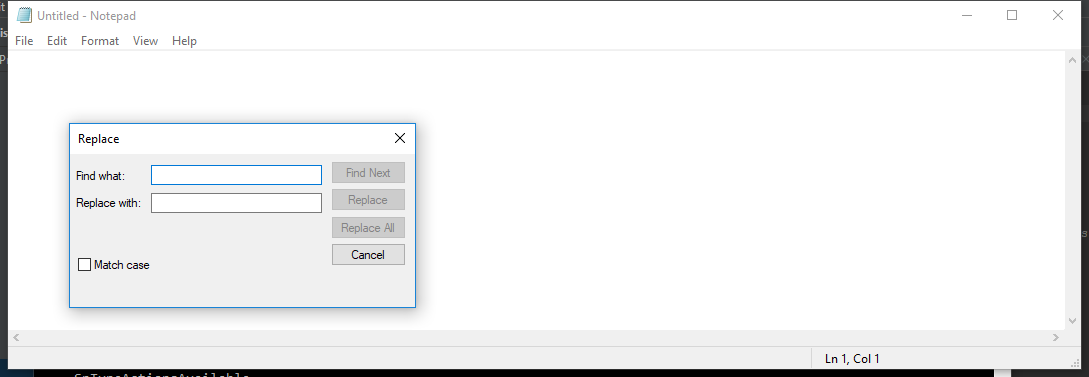 Untitled - Notepad
File Edit Format View Help
Replace
Find what:
Find Next
Replace with:
Replace
Replace All
Cancel
Match case
Ln 1, Col 1